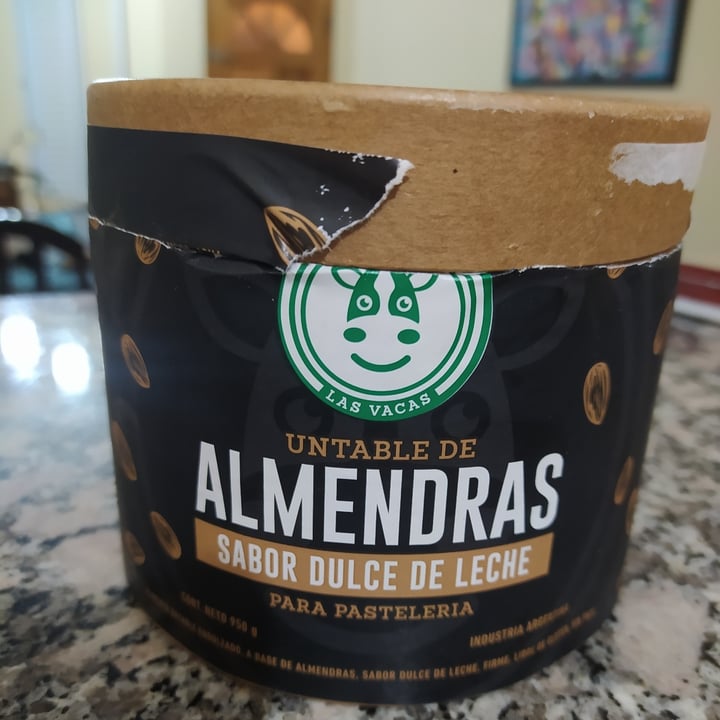 LAS VACAS
UNTABLE DE
ALMENDRAS
SABOR DULCE DE LECHE
PARA PASTELERIA
CONT. NETO 950 g
INDUSTRIA ARGENTINA
A BASE DE ALMENDRAS, SABOR DULCE DE LECHE, FIRME, LIBRE DE GLUTEN,